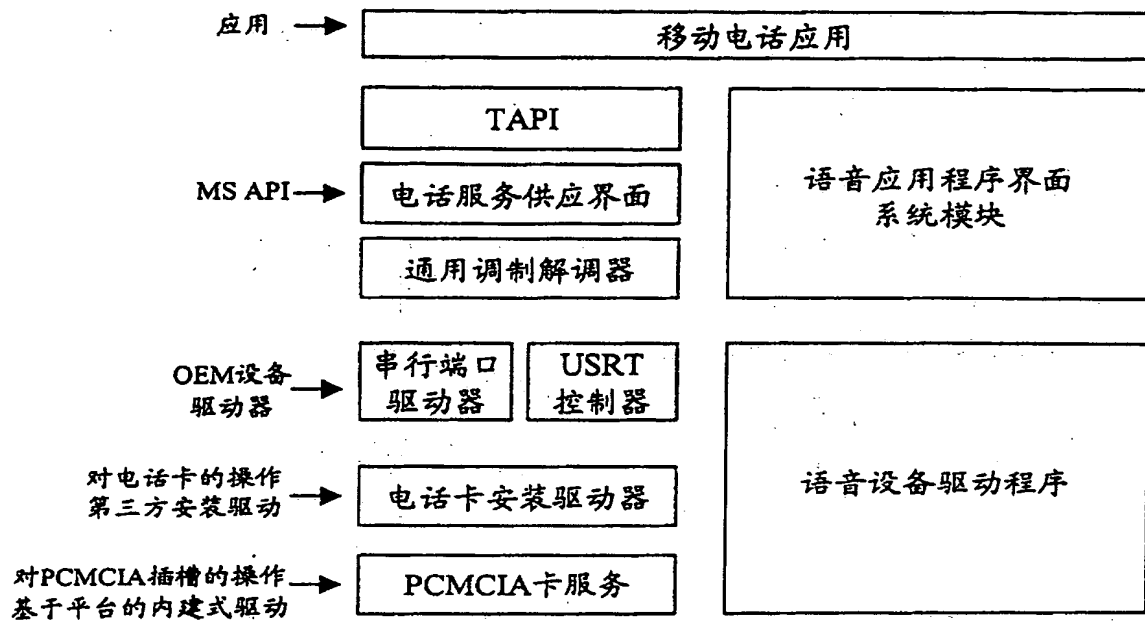 应用
移动电话应用
TAPI
MS API
电话服务供应界面
通用调制解调器
语音应用程序界面
系统模块
OEM设备
驱动器
串行端口
驱动器
USRT
控制器
对电话卡的操作
第三方安装驱动
电话卡安装驱动器
语音设备驱动程序
对PCMCIA插槽的操作
基于平台的内建式驱动
PCMCIA卡服务